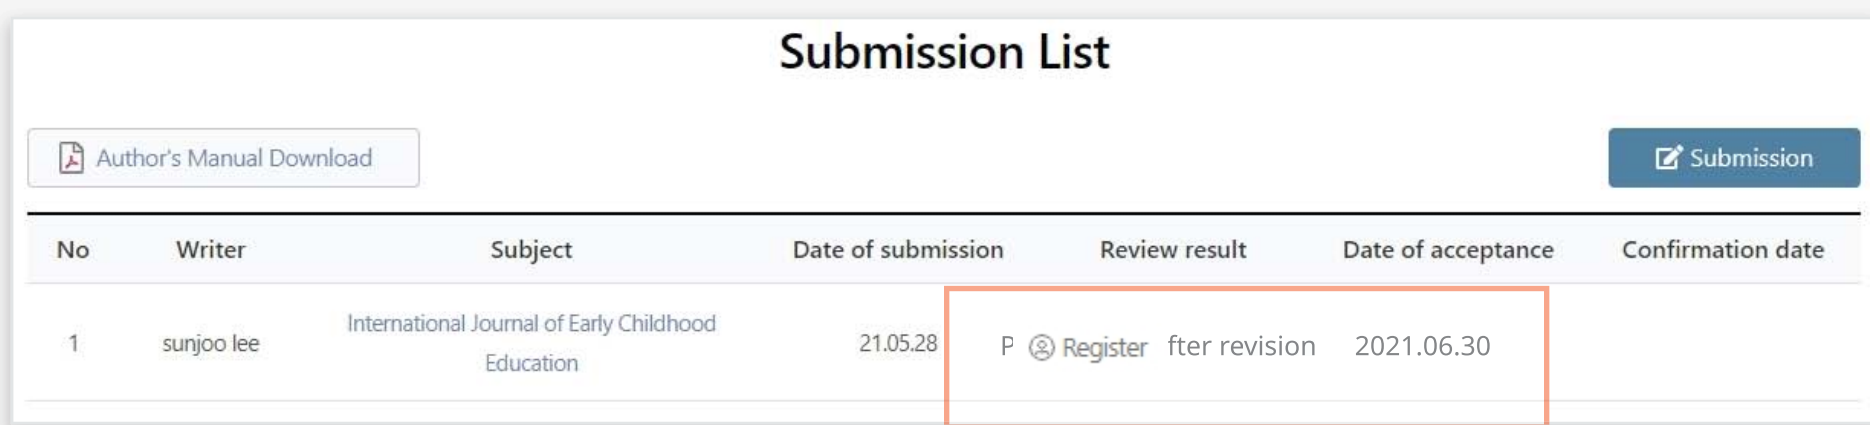 Submission List
Author's Manual Download
Submission
No Writer Subject Date of submission Review result Date of acceptance Confirmation date
1 sunjoo lee International Journal of Early Childhood Education 21.05.28 P Register fter revision 2021.06.30